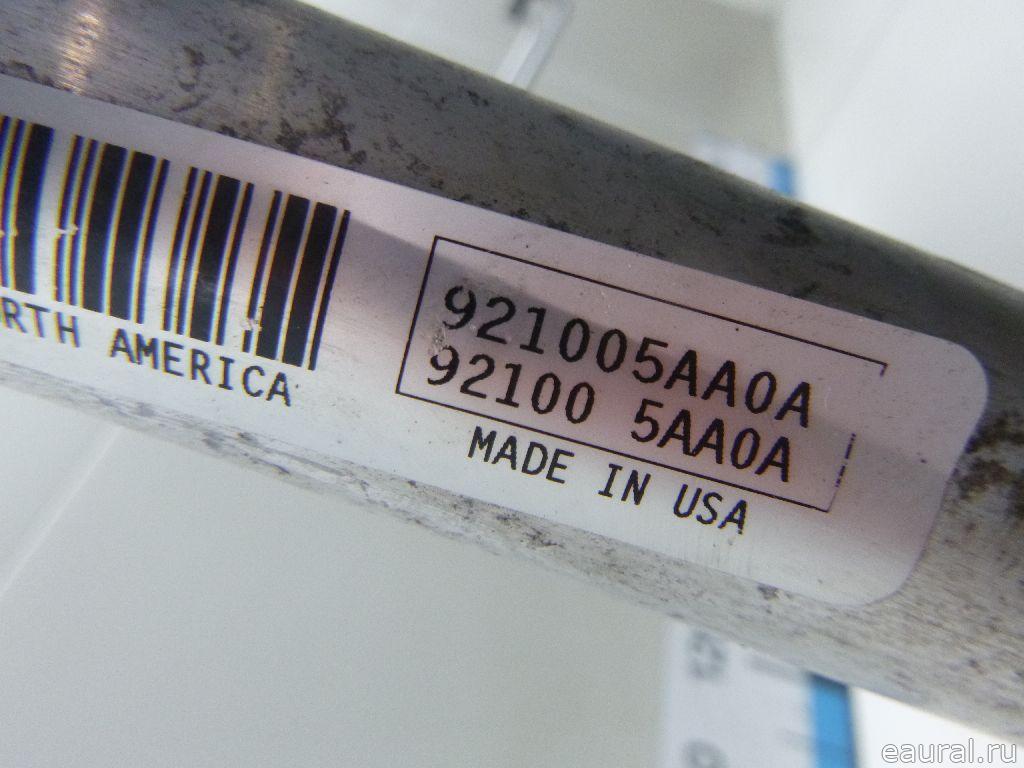 921005AA0A
92100 5AA0A
MADE IN USA
RTH AMERICA
eaural.ru